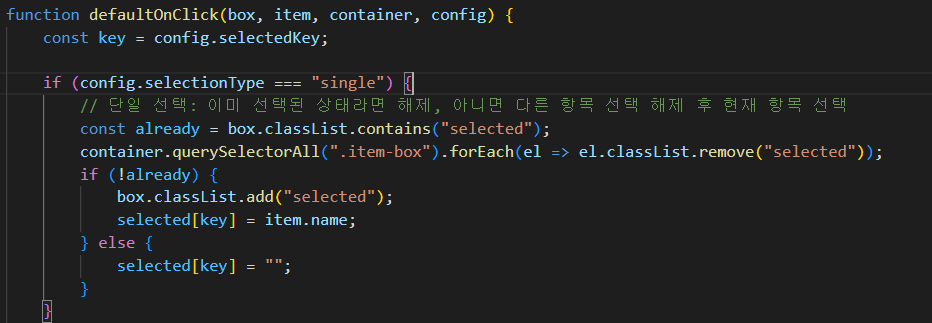 function defaultOnClick(box, item, container, config) {
    const key = config.selectedKey;

    if (config.selectionType === "single") {
        // 단일 선택: 이미 선택된 상태라면 해제, 아니면 다른 항목 선택 해제 후 현재 항목 선택
        const already = box.classList.contains("selected");
        container.querySelectorAll(".item-box").forEach(el => el.classList.remove("selected"));
        if (!already) {
            box.classList.add("selected");
            selected[key] = item.name;
        } else {
            selected[key] = "";
        }
    }